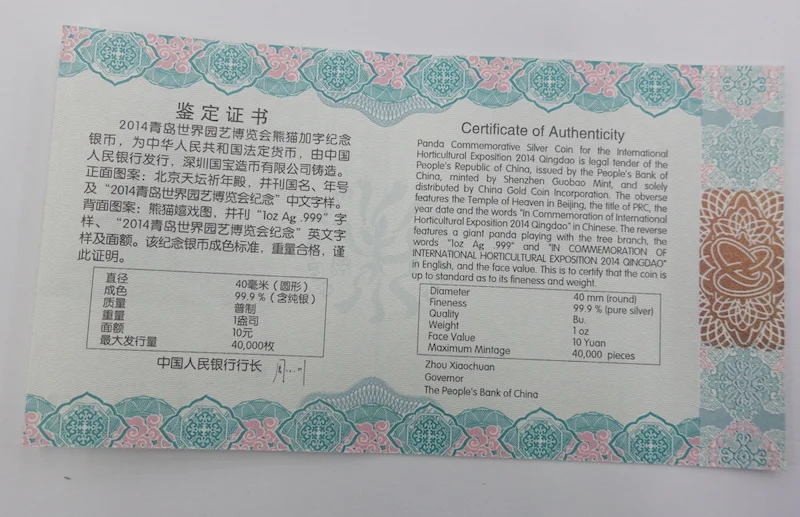 鉴定证书
2014青岛世界园艺博览会熊猫加字纪念
银币，为中华人民共和国法定货币，由中国
人民银行发行，深圳国宝造币有限公司铸造。
正面图案：北京天坛祈年殿，并刊国名、年号
及“2014青岛世界园艺博览会纪念”中文字样。
背面图案：熊猫嬉戏图，并刊“1oz Ag .999”字
样、“2014青岛世界园艺博览会纪念”英文字
样及面额。该纪念银币成色标准，重量合格，谨
此证明。
直径 40毫米（圆形）
成色 99.9％（含纯银）
质量 普制
重量 1盎司
面额 10元
最大发行量 40,000枚
中国人民银行行长
Certificate of Authenticity
Panda Commemorative Silver Coin for the International
Horticultural Exposition 2014 Qingdao is legal tender of the
People's Republic of China, issued by the People's Bank of
China, minted by Shenzhen Guobao Mint, and solely
distributed by China Gold Coin Incorporation. The obverse
features the Temple of Heaven in Beijing, the title of PRC, the
year date and the words "In Commemoration of International
Horticultural Exposition 2014 Qingdao" in Chinese. The reverse
features a giant panda playing with the tree branch, the
words "1oz Ag .999" and "IN COMMEMORATION OF
INTERNATIONAL HORTICULTURAL EXPOSITION 2014 QINGDAO"
in English, and the face value. This is to certify that the coin is
up to standard as to its fineness and weight.
Diameter 40 mm (round)
Fineness 99.9 % (pure silver)
Quality Bu.
Weight 1 oz
Face Value 10 Yuan
Maximum Mintage 40,000 pieces
Zhou Xiaochuan
Governor
The People's Bank of China